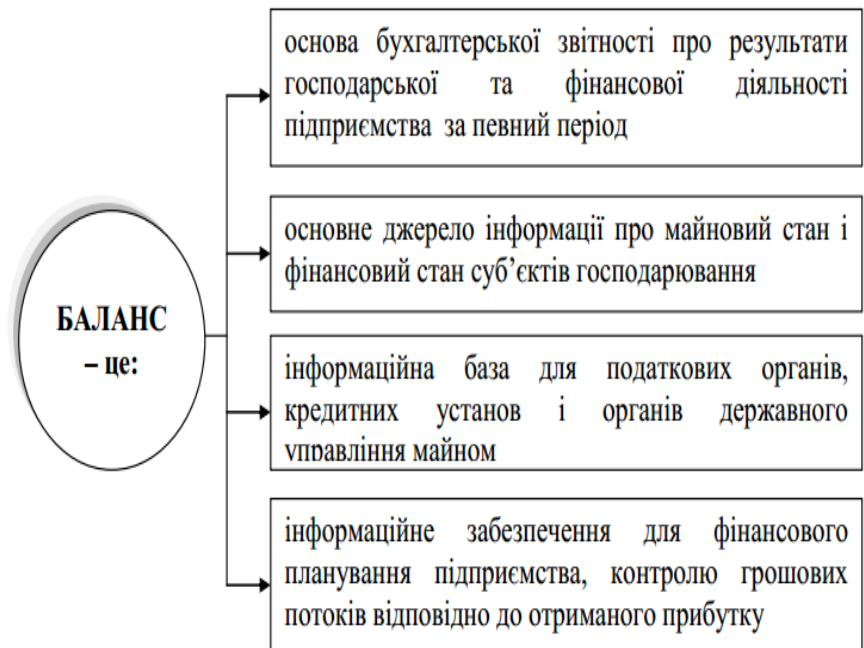 БАЛАНС
– це:
основа бухгалтерської звітності про результати
господарської та фінансової діяльності
підприємства за певний період
основне джерело інформації про майновий стан і
фінансовий стан суб’єктів господарювання
інформаційна база для податкових органів,
кредитних установ і органів державного
управління майном
інформаційне забезпечення для фінансового
планування підприємства, контролю грошових
потоків відповідно до отриманого прибутку